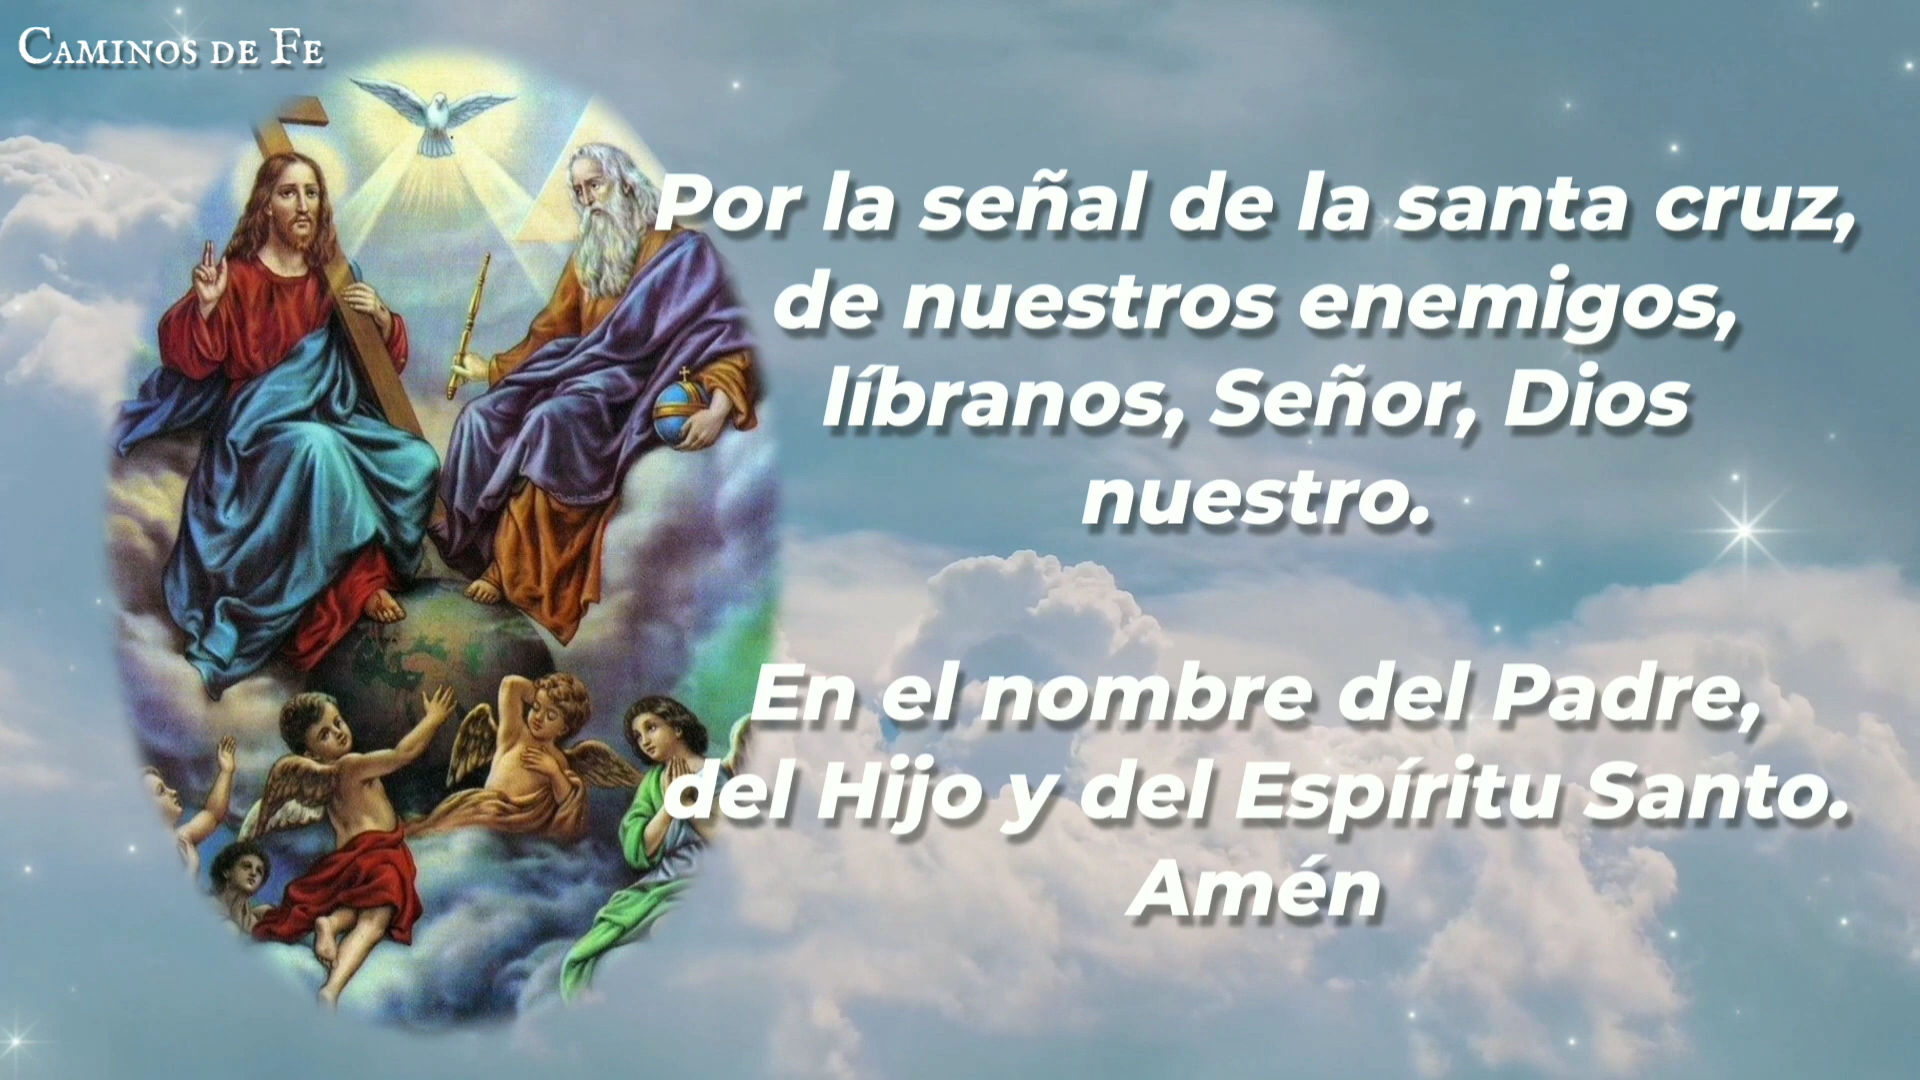 Caminos de Fe
Por la señal de la santa cruz,
de nuestros enemigos,
líbranos, Señor, Dios
nuestro.
En el nombre del Padre,
del Hijo y del Espíritu Santo.
Amén